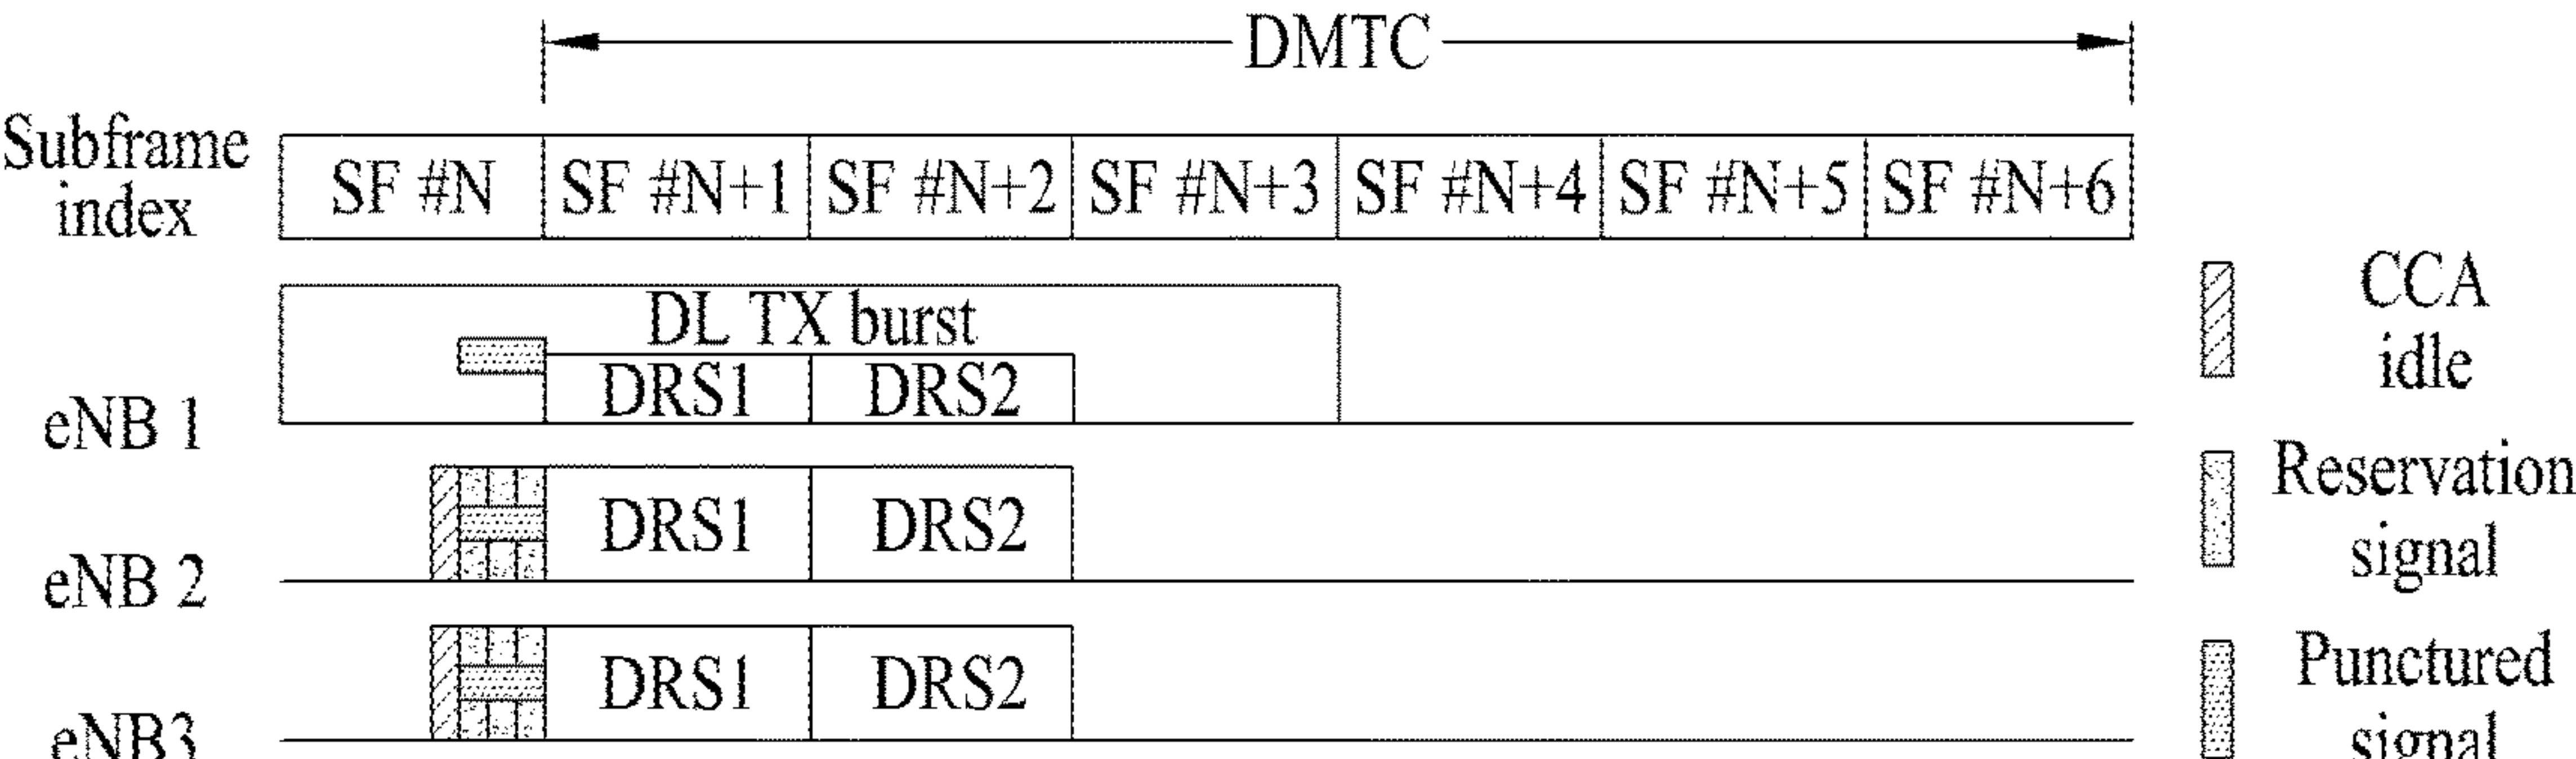 DMTC
Subframe
index
SF #N SF #N+1 SF #N+2 SF #N+3 SF #N+4 SF #N+5 SF #N+6
DL TX burst
DRS1 DRS2
eNB 1
DRS1 DRS2
eNB 2
DRS1 DRS2
eNB3
CCA
idle
Reservation
signal
Punctured
signal